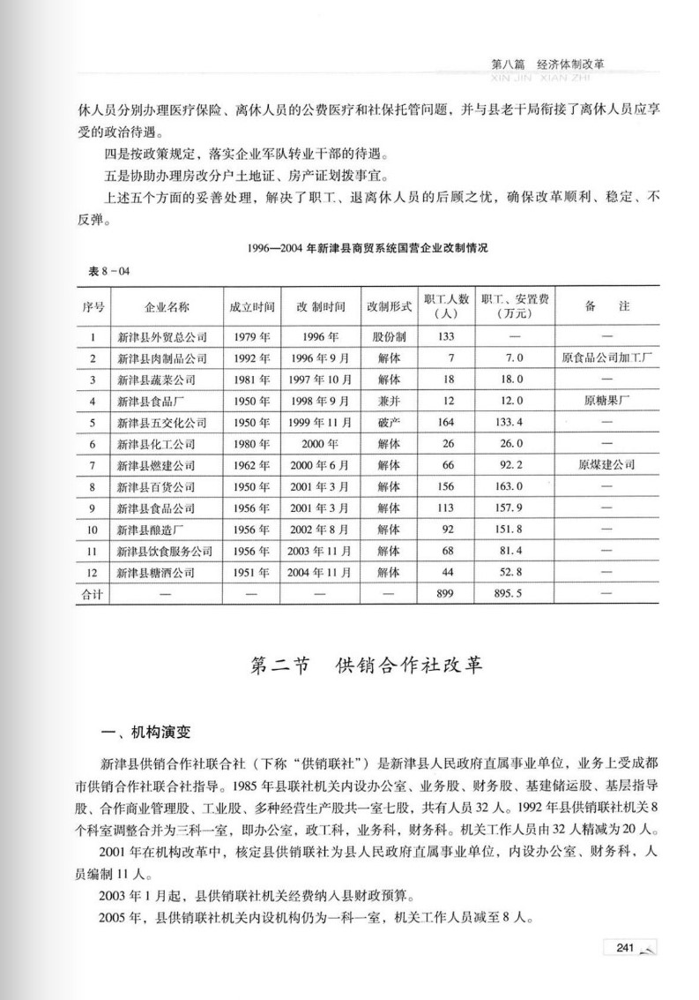 第八篇 经济体制改革
XIN JIN XIAN ZHI
休人员分别办理医疗保险、离休人员的公费医疗和社保托管问题，并与县老干局衔接了离休人员应享
受的政治待遇。
四是按政策规定，落实企业军队转业干部的待遇。
五是协助办理房改分户土地证、房产证划拨事宜。
上述五个方面的妥善处理，解决了职工、退离休人员的后顾之忧，确保改革顺利、稳定、不
反弹。
1996—2004 年新津县商贸系统国营企业改制情况
表 8－04
序号 企业名称 成立时间 改 制时间 改制形式 职工人数（人） 职工、安置费（万元） 备 注
1 新津县外贸总公司 1979 年 1996 年 股份制 133 — —
2 新津县肉制品公司 1992 年 1996 年 9 月 解体 7 7.0 原食品公司加工厂
3 新津县蔬菜公司 1981 年 1997 年 10 月 解体 18 18.0 —
4 新津县食品厂 1950 年 1998 年 9 月 兼并 12 12.0 原糖果厂
5 新津县五交化公司 1950 年 1999 年 11 月 破产 164 133.4 —
6 新津县化工公司 1980 年 2000 年 解体 26 26.0 —
7 新津县燃建公司 1962 年 2000 年 6 月 解体 66 92.2 原煤建公司
8 新津县百货公司 1950 年 2001 年 3 月 解体 156 163.0 —
9 新津县食品公司 1956 年 2001 年 3 月 解体 113 157.9 —
10 新津县酿造厂 1956 年 2002 年 8 月 解体 92 151.8 —
11 新津县饮食服务公司 1956 年 2003 年 11 月 解体 68 81.4 —
12 新津县糖酒公司 1951 年 2004 年 11 月 解体 44 52.8 —
合计 — — — — 899 895.5 —
第二节 供销合作社改革
一、机构演变
新津县供销合作社联合社（下称“供销联社”）是新津县人民政府直属事业单位，业务上受成都
市供销合作社联合社指导。1985 年县联社机关内设办公室、业务股、财务股、基建储运股、基层指导
股、合作商业管理股、工业股、多种经营生产股共一室七股，共有人员 32 人。1992 年县供销联社机关 8
个科室调整合并为三科一室，即办公室，政工科，业务科，财务科。机关工作人员由 32 人精减为 20 人。
2001 年在机构改革中，核定县供销联社为县人民政府直属事业单位，内设办公室、财务科，人
员编制 11 人。
2003 年 1 月起，县供销联社机关经费纳入县财政预算。
2005 年，县供销联社机关内设机构仍为一科一室，机关工作人员减至 8 人。
241